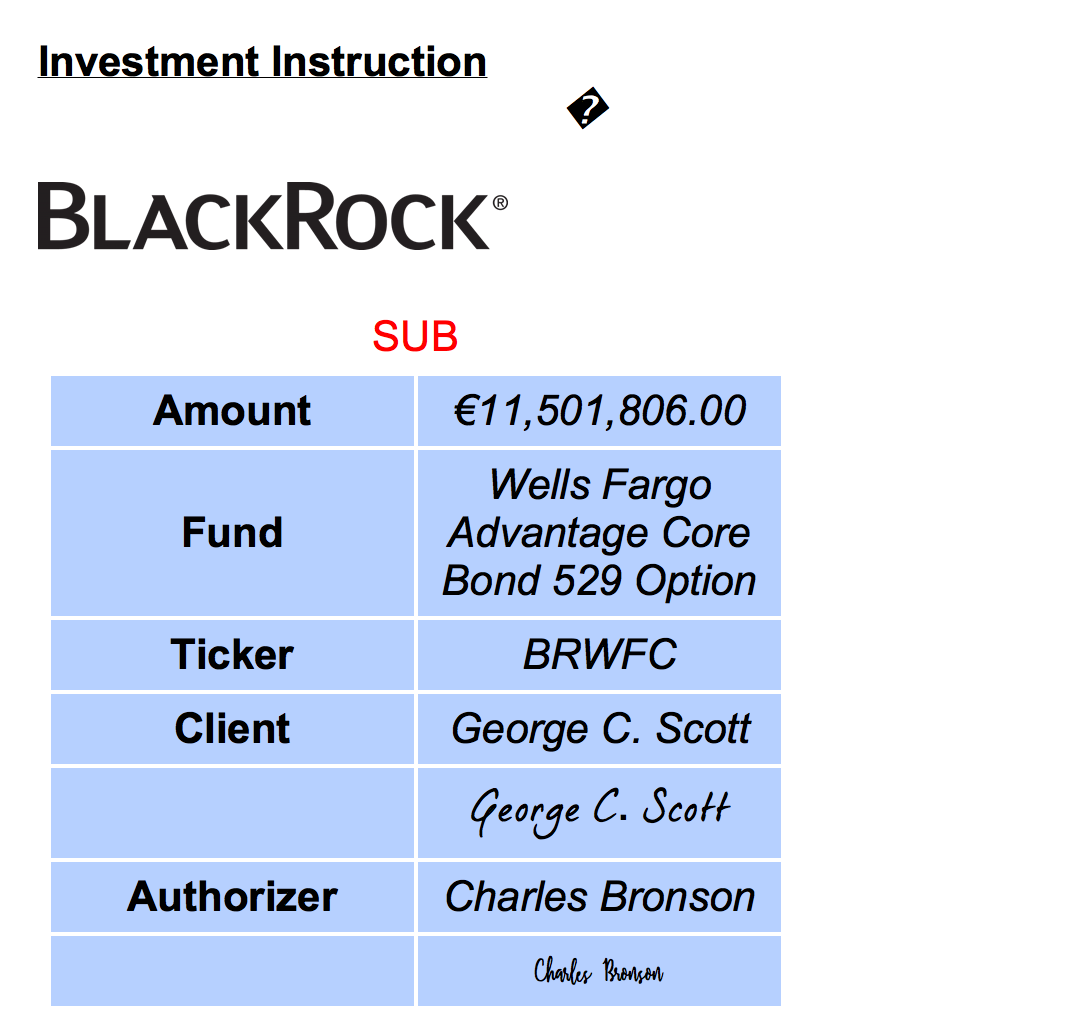 Investment Instruction
�
BLACKROCK®
SUB
Amount €11,501,806.00
Fund Wells Fargo
Advantage Core
Bond 529 Option
Ticker BRWFC
Client George C. Scott
George C. Scott
Authorizer Charles Bronson
Charles Bronson